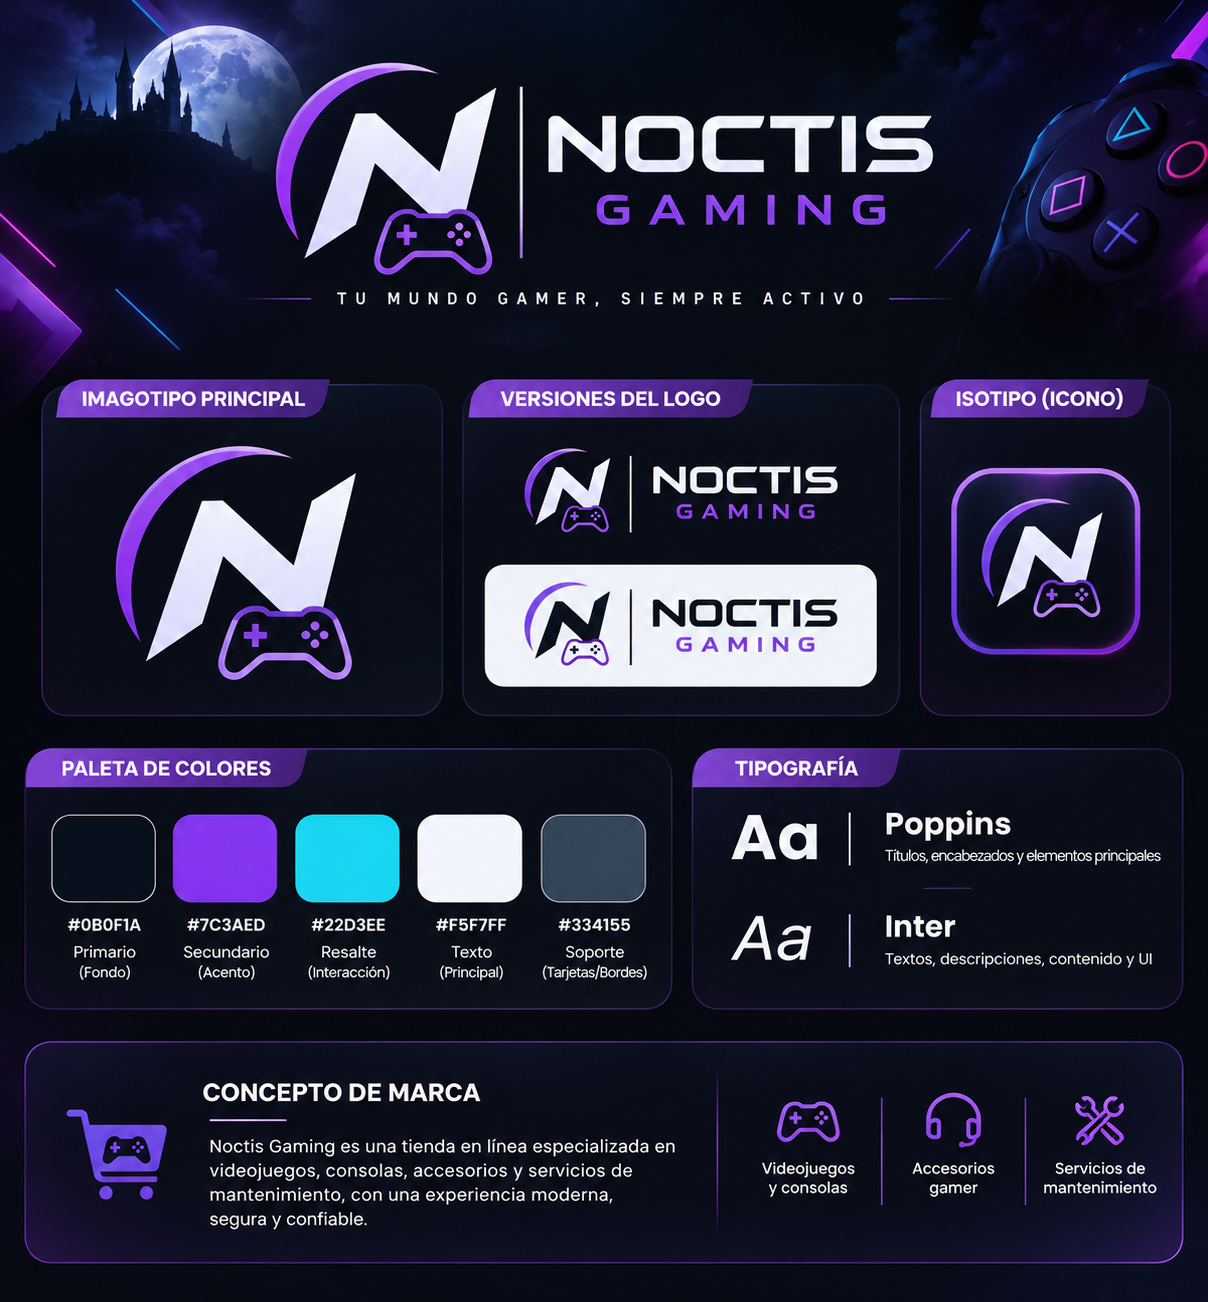 NOCTIS
GAMING
TU MUNDO GAMER, SIEMPRE ACTIVO
IMAGOTIPO PRINCIPAL
VERSIONES DEL LOGO
NOCTIS
GAMING
NOCTIS
GAMING
ISOTIPO (ICONO)
PALETA DE COLORES
#0B0F1A
Primario
(Fondo)
#7C3AED
Secundario
(Acento)
#22D3EE
Resalte
(Interacción)
#F5F7FF
Texto
(Principal)
#334155
Soporte
(Tarjetas/Bordes)
TIPOGRAFÍA
Aa
Poppins
Títulos, encabezados y elementos principales
Aa
Inter
Textos, descripciones, contenido y UI
CONCEPTO DE MARCA
Noctis Gaming es una tienda en línea especializada en
videojuegos, consolas, accesorios y servicios de
mantenimiento, con una experiencia moderna,
segura y confiable.
Videojuegos
y consolas
Accesorios
gamer
Servicios de
mantenimiento